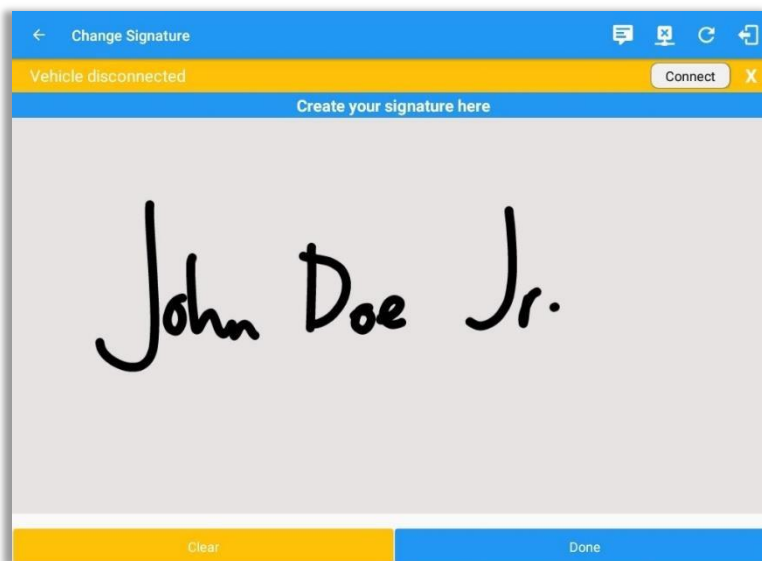 Change Signature
Vehicle disconnected Connect X
Create your signature here
John Doe Jr.
Clear Done